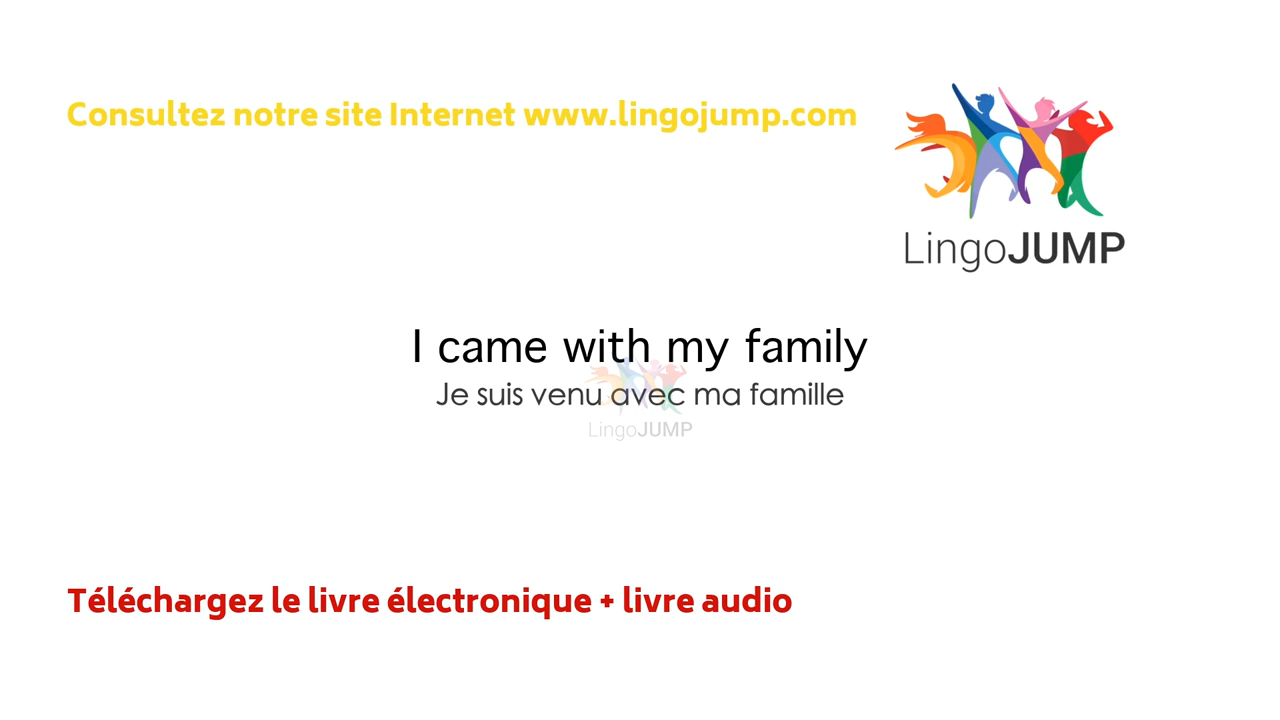 Consultez notre site Internet www.lingojump.com
LingoJUMP
I came with my family
Je suis venu avec ma famille
LingoJUMP
Téléchargez le livre électronique + livre audio